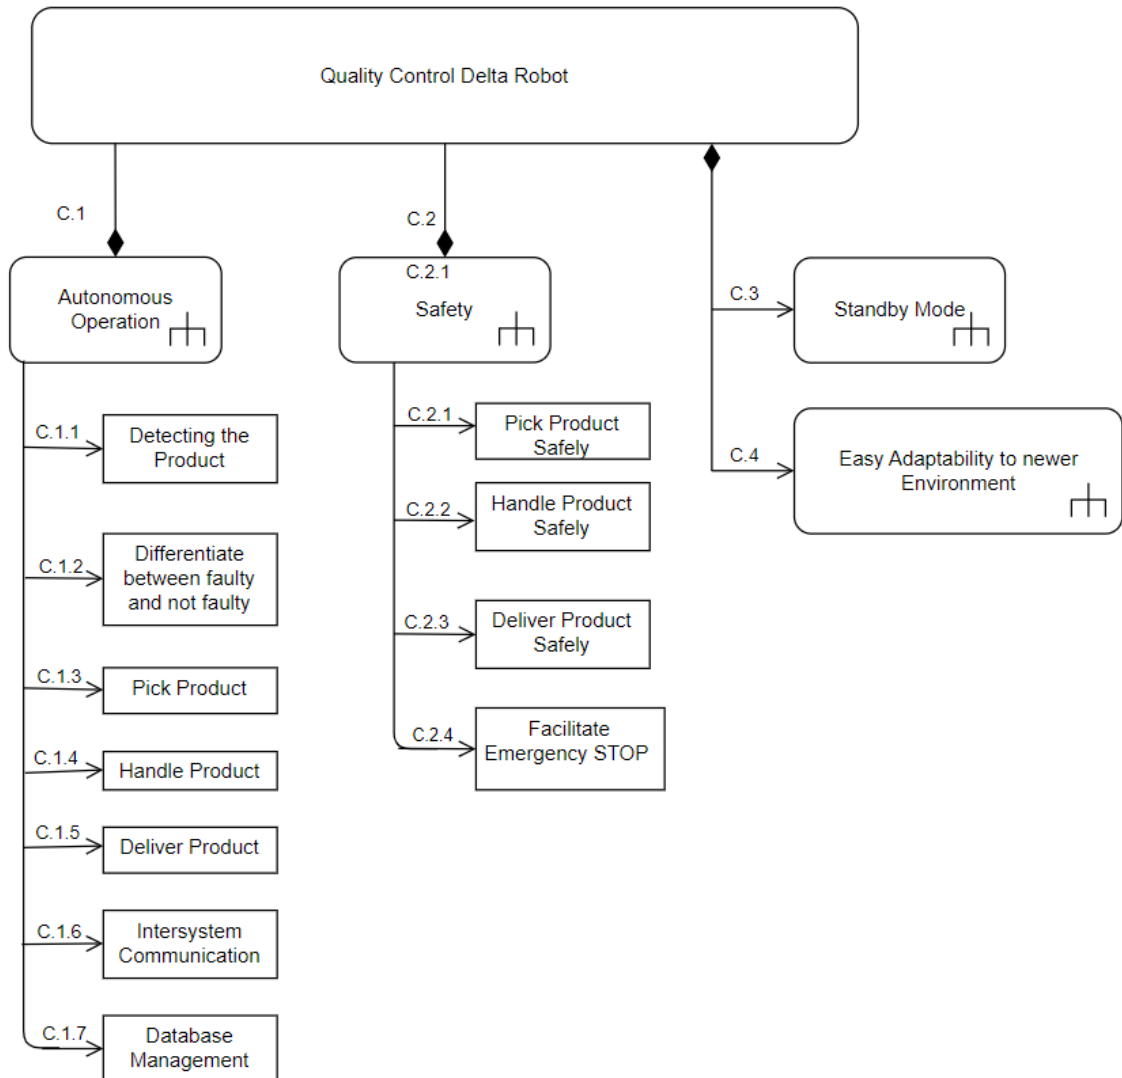 Quality Control Delta Robot
C.1
C.2
C.2.1
Autonomous
Operation
Safety
C.3
Standby Mode
C.4
Easy Adaptability to newer
Environment
C.1.1
Detecting the
Product
C.1.2
Differentiate
between faulty
and not faulty
C.1.3
Pick Product
C.1.4
Handle Product
C.1.5
Deliver Product
C.1.6
Intersystem
Communication
C.1.7
Database
Management
C.2.1
Pick Product
Safely
C.2.2
Handle Product
Safely
C.2.3
Deliver Product
Safely
C.2.4
Facilitate
Emergency STOP